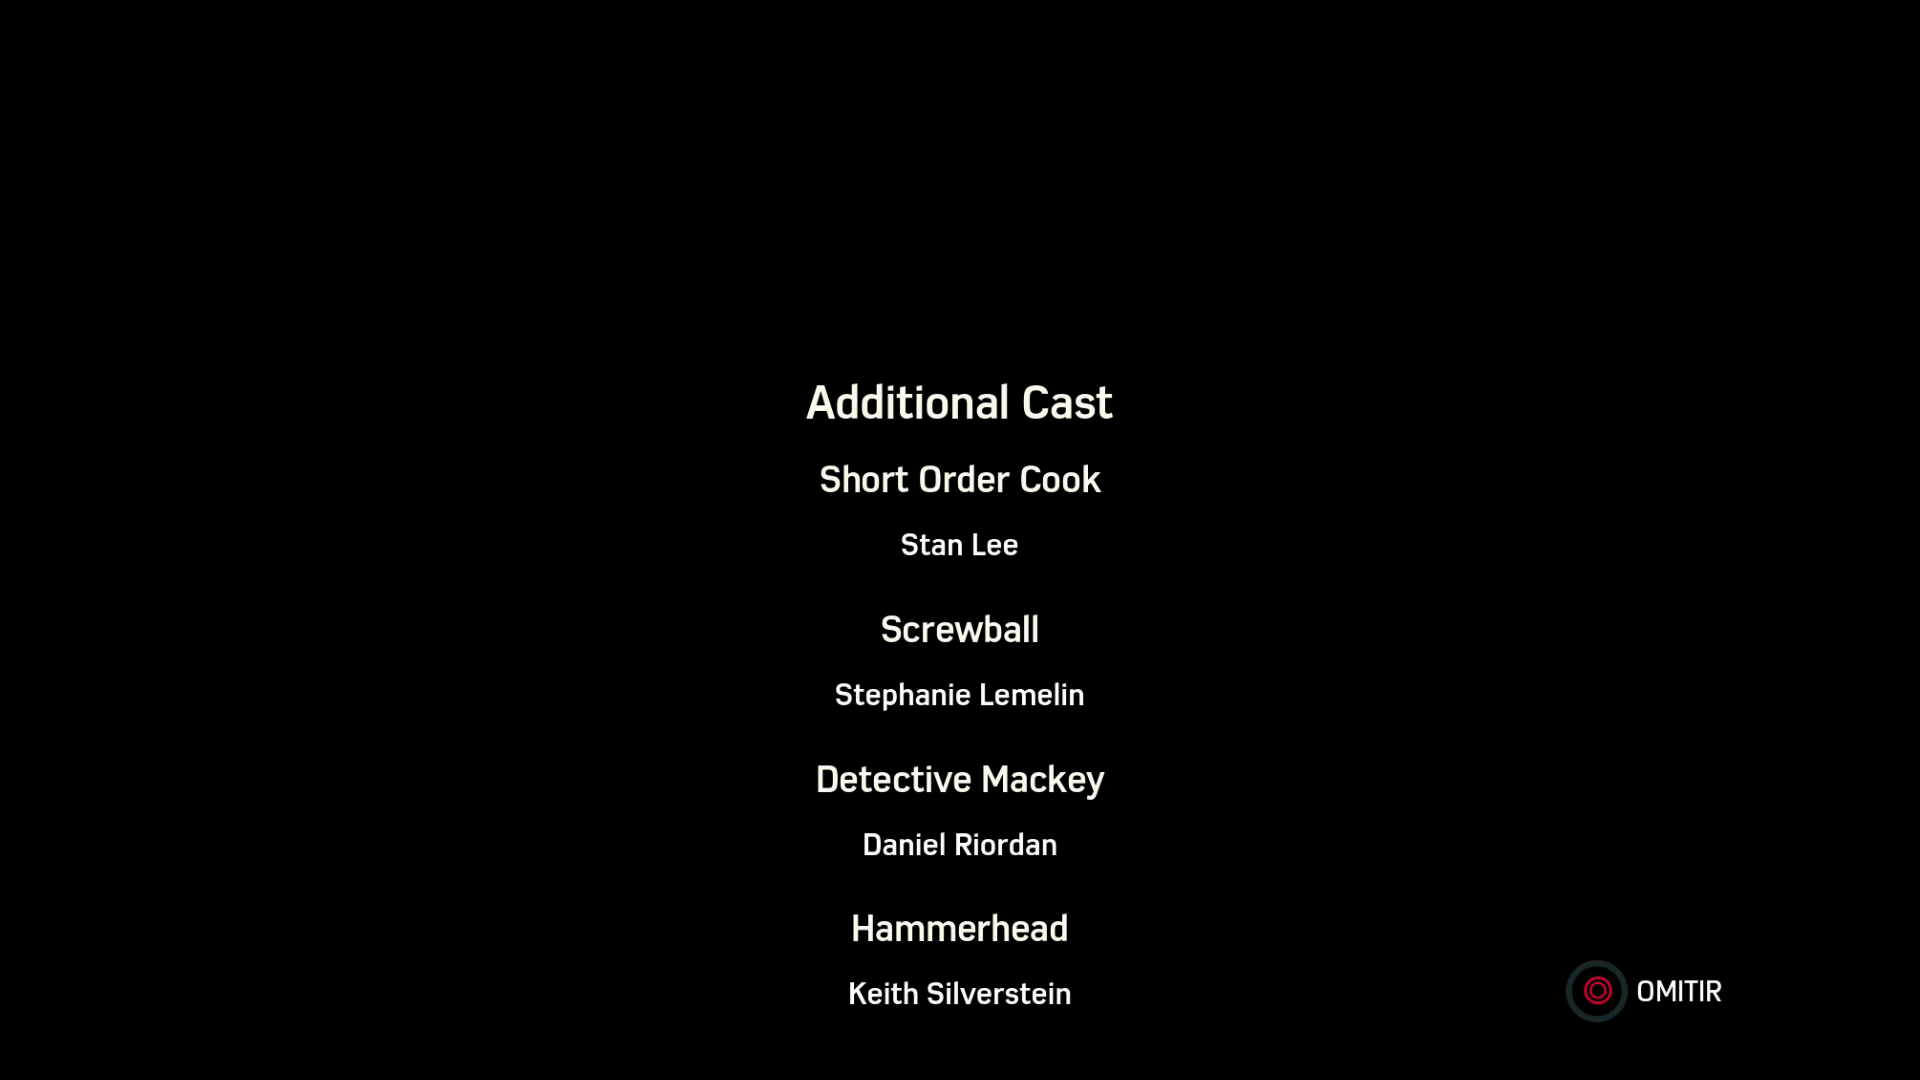 Additional Cast
Short Order Cook
Stan Lee
Screwball
Stephanie Lemelin
Detective Mackey
Daniel Riordan
Hammerhead
Keith Silverstein
OMITIR